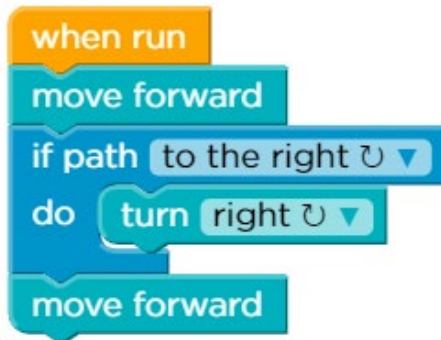 when run
move forward
if path to the right ↻ ▼
do turn right ↻ ▼
move forward